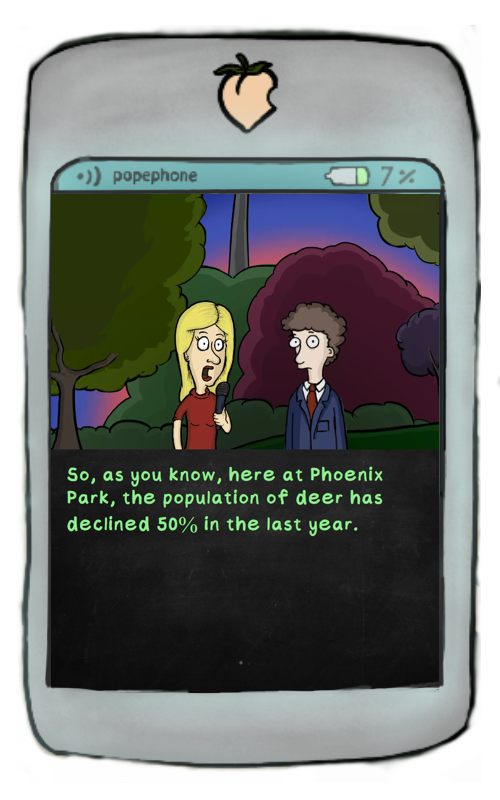 popephone
7%
So, as you know, here at Phoenix
Park, the population of deer has
declined 50% in the last year.